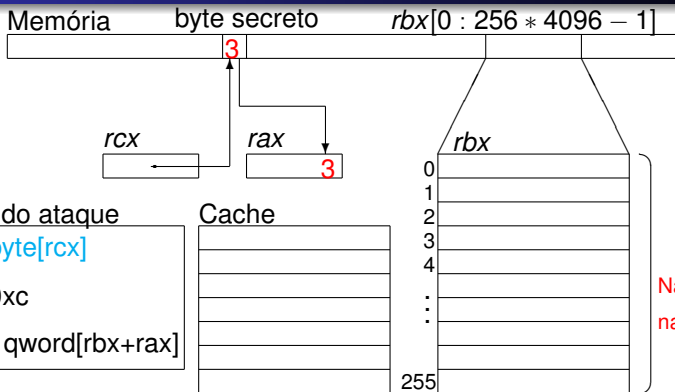 Memória
byte secreto
rbx[0 : 256 ∗ 4096 − 1]
3
rcx
rax
3
rbx
0
1
2
3
4
⋮
255
do ataque
byte[rcx]
0xc
qword[rbx+rax]
Cache